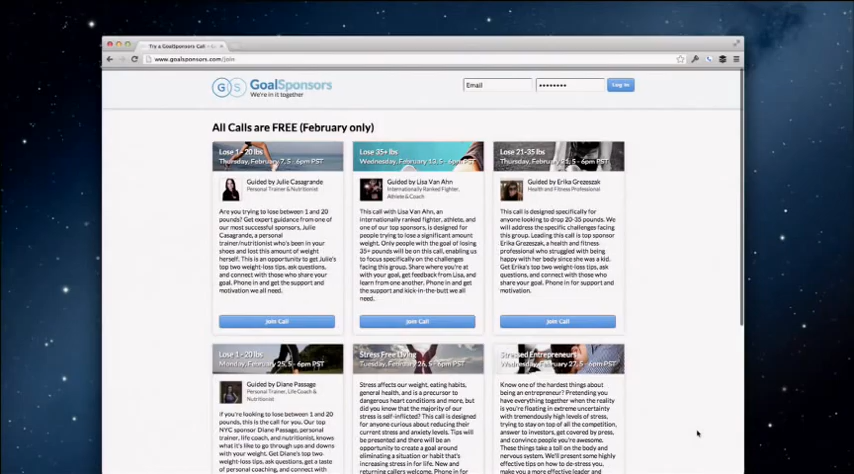 Try a GoalSponsors Call
www.goalsponsors.com/join
GS
GoalSponsors
We're in it together
Email
Log In
All Calls are FREE (February only)
Lose 1 - 20 lbs
Thursday, February 7, 5 - 6pm PST
Guided by Julie Casagrande
Personal Trainer & Nutritionist
Are you trying to lose between 1 and 20
pounds? Get expert guidance from one of
our most successful sponsors, Julie
Casagrande, a personal
trainer/nutritionist who's been in your
shoes and lost this amount of weight
herself. This is an opportunity to get Julie's
top two weight-loss tips, ask questions,
and connect with those who share your
goal. Phone in and get the support and
motivation we all need.
Join Call
Lose 35+ lbs
Wednesday, February 13, 5 - 6pm PST
Guided by Lisa Van Ahn
Internationally Ranked Fighter,
Athlete & Coach
This call with Lisa Van Ahn, an
internationally ranked fighter, athlete, and
one of our top sponsors, is designed for
people trying to lose a significant amount
of weight. Only people with the goal of losing
35+ pounds will be on this call, enabling us
to focus specifically on the challenges
facing this group. Share where you're at
with your goal, get feedback from Lisa, and
learn from one another. Phone in and get
the support and kick-in-the-butt we all
need.
Join Call
Lose 21-35 lbs
Thursday, February 21, 5 - 6pm PST
Guided by Erika Grezeszak
Health and Fitness Professional
This call is designed specifically for
anyone looking to drop 20-35 pounds. We
will address the specific challenges facing
this group. Leading this call is top sponsor
Erika Grezeszak, a health and fitness
professional who struggled with being
happy with her body since she was a kid.
Get Erika's top two weight-loss tips, ask
questions, and connect with those who
share your goal. Phone in for support and
motivation.
Join Call
Lose 1 - 20 lbs
Monday, February 25, 5 - 6pm PST
Guided by Diane Passage
Personal Trainer, Life Coach &
Nutritionist
if you're looking to lose between 1 and 20
pounds, this is the call for you. Our top
NYC sponsor Diane Passage, personal
trainer, life coach, and nutritionist, knows
what it's like to go through ups and downs
with your weight. Get Diane's top two
weight-loss tips, ask questions, get a taste
of personal coaching, and connect with
Stress Free Living
Tuesday, February 26, 5 - 6pm PST
Stress affects our weight, eating habits,
general health, and is a precursor to
dangerous heart conditions and more, but
did you know that the majority of our
stress is self-inflicted? This call is designed
for anyone curious about reducing their
current stress and anxiety levels. Tips will
be presented and there will be an
opportunity to create a goal around
eliminating a situation or habit that's
increasing stress in life. New and
returning callers welcome. Phone in for
Stressed Entrepreneurs
Wednesday, February 27, 5 - 6pm PST
Know one of the hardest things about
being an entrepreneur? Pretending you
have everything together when the reality
is you're floating in extreme uncertainty
with tremendously high levels of stress,
trying to stay on top of all the competition,
answer to investors, get covered by press,
and convince people you're awesome.
These things take a toll on the body and
nervous system. We'll present some highly
effective tips on how to de-stress you,
make you a more effective leader and